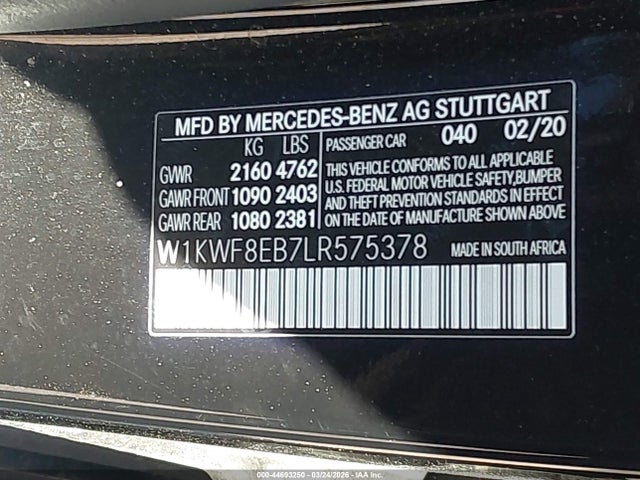 MFD BY MERCEDES-BENZ AG STUTTGART
KG LBS
GVWR 2160 4762
GAWR FRONT 1090 2403
GAWR REAR 1080 2381
PASSENGER CAR 040 02/20
THIS VEHICLE CONFORMS TO ALL APPLICABLE
U.S. FEDERAL MOTOR VEHICLE SAFETY, BUMPER
AND THEFT PREVENTION STANDARDS IN EFFECT
ON THE DATE OF MANUFACTURE SHOWN ABOVE
W1KWF8EB7LR575378 MADE IN SOUTH AFRICA
000-44693250 - 03/24/2026 - IAAI.CA